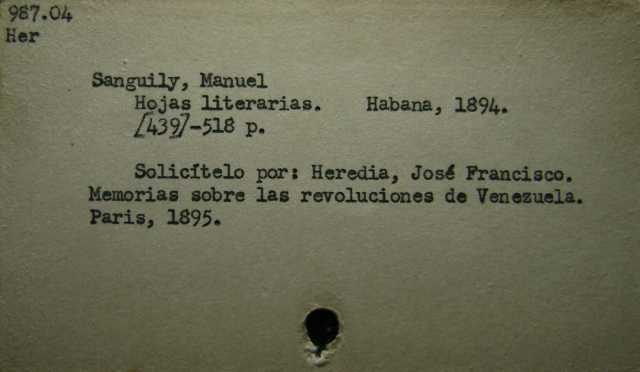 987.04
Her
Sanguily, Manuel
Hojas literarias. Habana, 1894.
[439]-518 p.
Solicítelo por: Heredia, José Francisco.
Memorias sobre las revoluciones de Venezuela.
Paris, 1895.